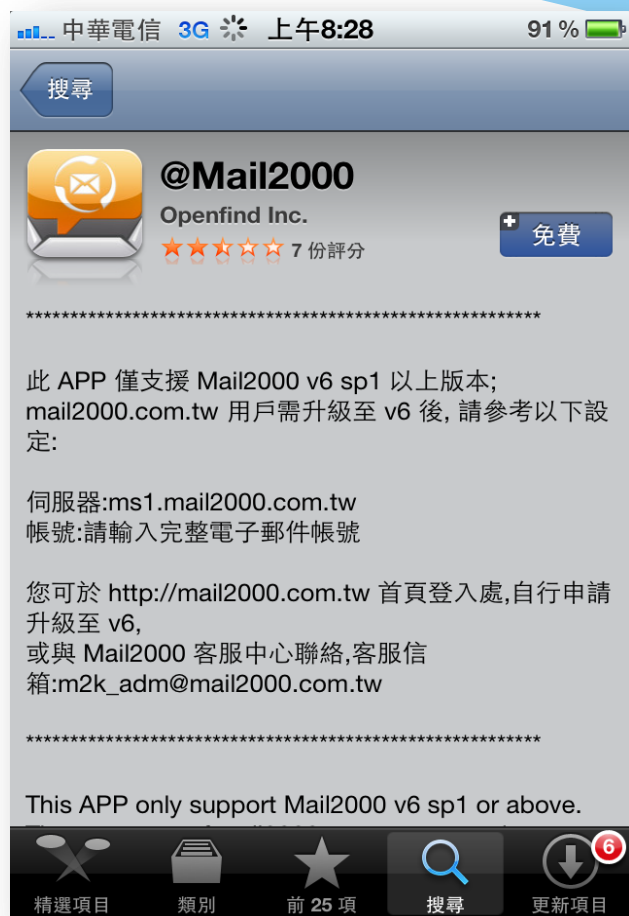 中華電信 3G 上午8:28 91 %
搜尋
@Mail2000
Openfind Inc.
7 份評分
免費
*********************************************************
此 APP 僅支援 Mail2000 v6 sp1 以上版本;
mail2000.com.tw 用戶需升級至 v6 後, 請參考以下設
定:
伺服器:ms1.mail2000.com.tw
帳號:請輸入完整電子郵件帳號
您可於 http://mail2000.com.tw 首頁登入處,自行申請
升級至 v6,
或與 Mail2000 客服中心聯絡,客服信
箱:m2k_adm@mail2000.com.tw
*********************************************************
This APP only support Mail2000 v6 sp1 or above.
6
精選項目 類別 前 25 項 搜尋 更新項目